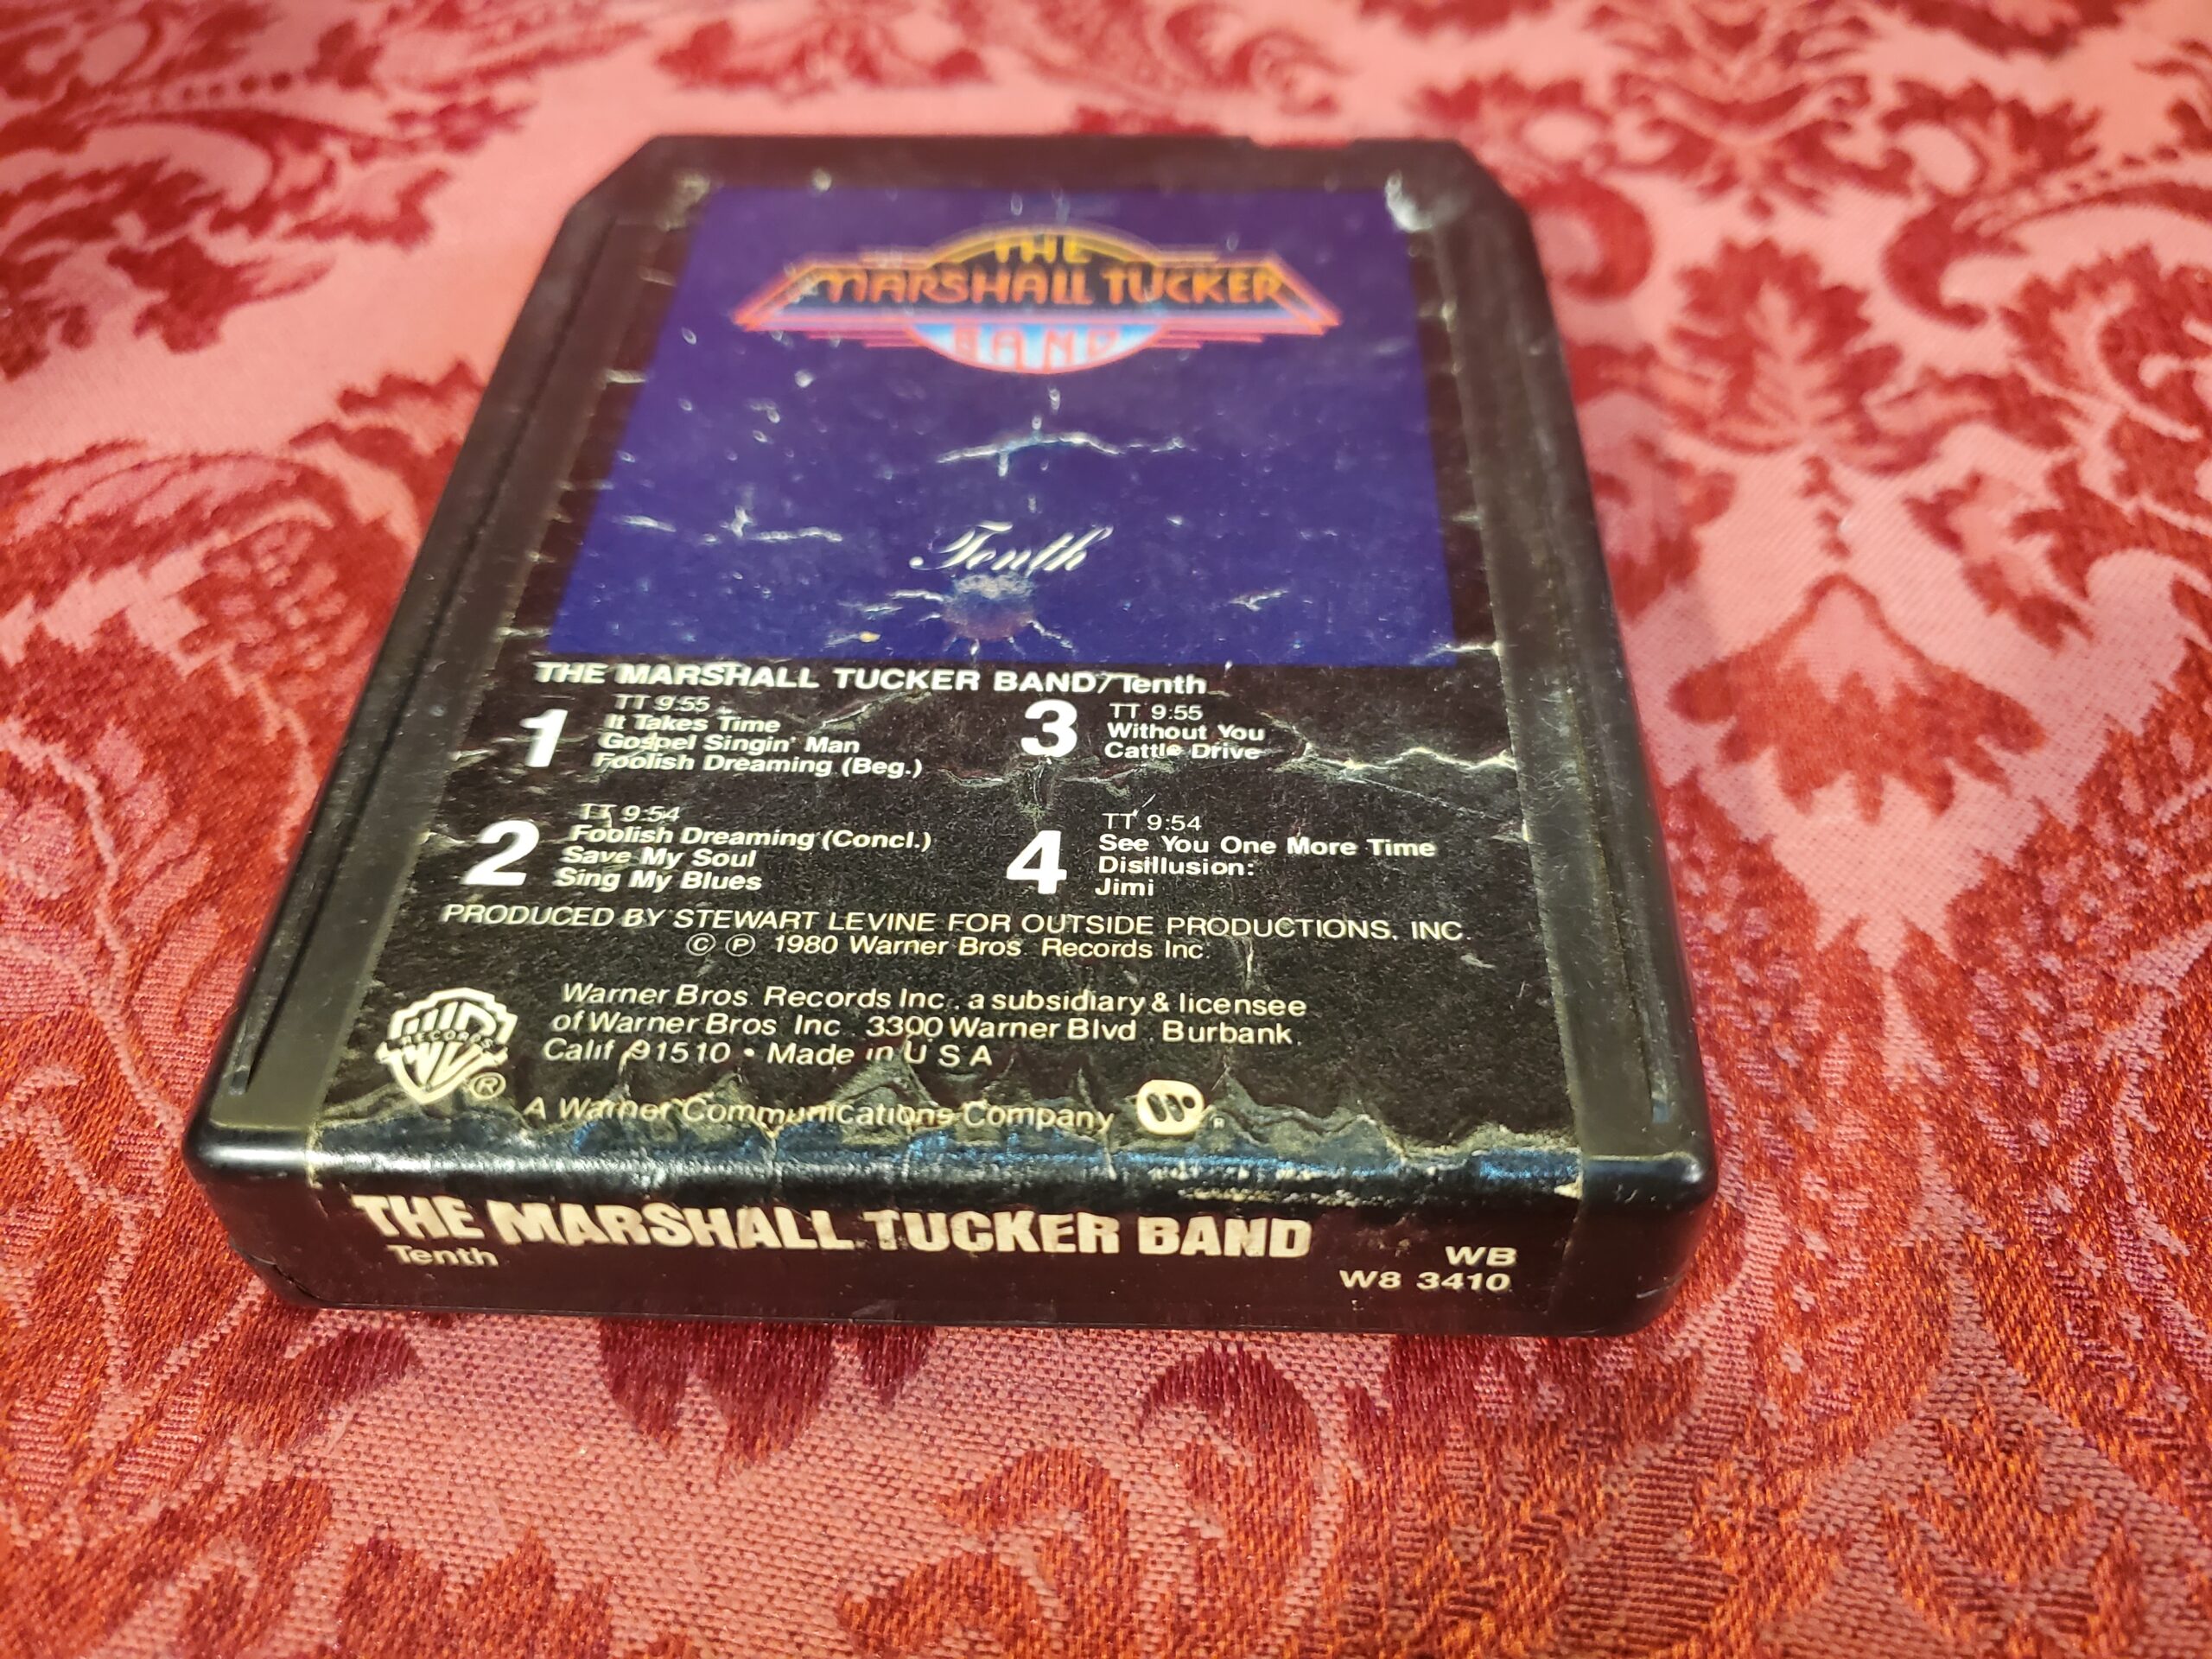 THE
MARSHALL TUCKER
BAND
Tenth
THE MARSHALL TUCKER BAND/Tenth
1
TT 9:55
It Takes Time
Gospel Singin' Man
Foolish Dreaming (Beg.)
2
TT 9:54
Foolish Dreaming (Concl.)
Save My Soul
Sing My Blues
3
TT 9:55
Without You
Cattle Drive
4
TT 9:54
See You One More Time
Disillusion:
Jimi
PRODUCED BY STEWART LEVINE FOR OUTSIDE PRODUCTIONS, INC.
© ℗ 1980 Warner Bros. Records Inc.
WB
RECORDS
®
Warner Bros. Records Inc., a subsidiary & licensee
of Warner Bros. Inc. 3300 Warner Blvd., Burbank,
Calif. 91510 • Made in U.S.A.
A Warner Communications Company
THE MARSHALL TUCKER BAND
Tenth
WB
W8 3410